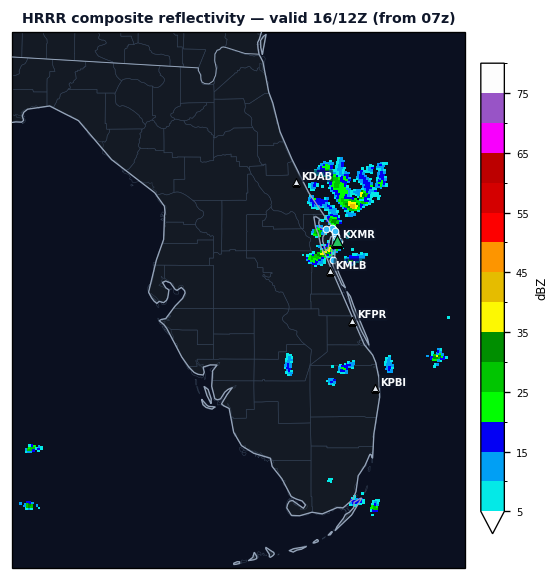 HRRR composite reflectivity — valid 16/12Z (from 07z)
KDAB
KXMR
KMLB
KFPR
KPBI
75
65
55
45
35
25
15
5
dBZ